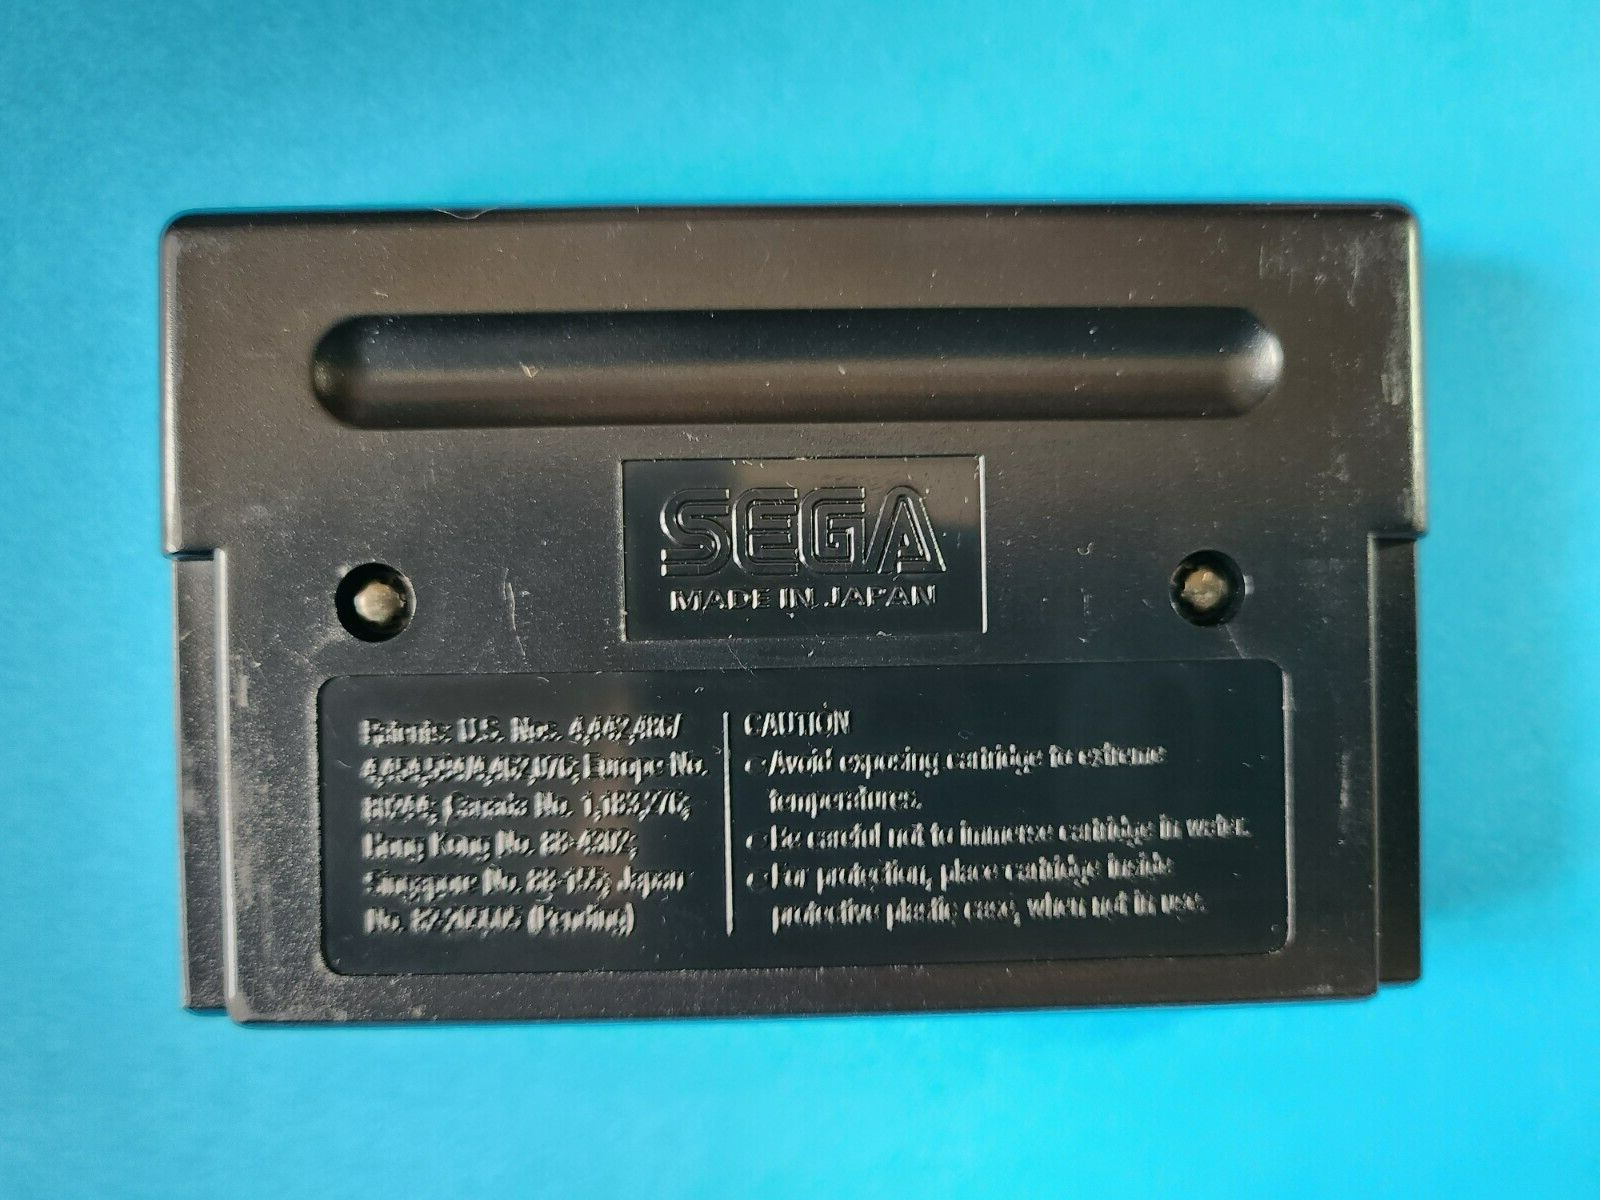 SEGA
MADE IN JAPAN
Patents: U.S. Nos. 4,442,486/
4,454,594/4,462,076; Europe No.
80244; Canada No. 1,183,276;
Hong Kong No. 88-4302;
Singapore No. 88-155; Japan
No. 82-205605 (Pending)
CAUTION
• Avoid exposing cartridge to extreme
temperatures.
• Be careful not to immerse cartridge in water.
• For protection, place cartridge inside
protective plastic case, when not in use.